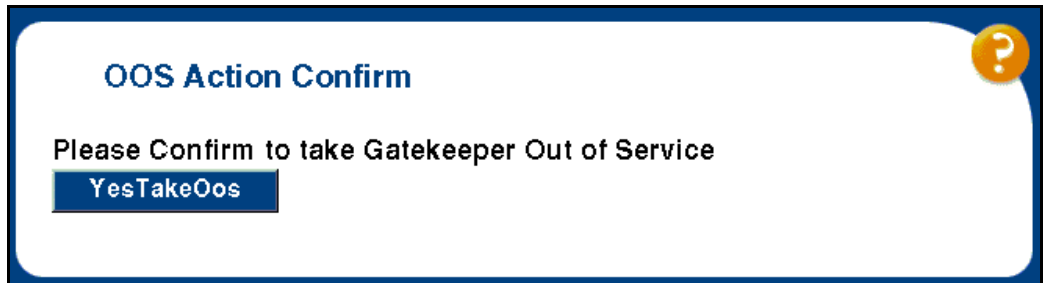 ?
OOS Action Confirm
Please Confirm to take Gatekeeper Out of Service
YesTakeOos